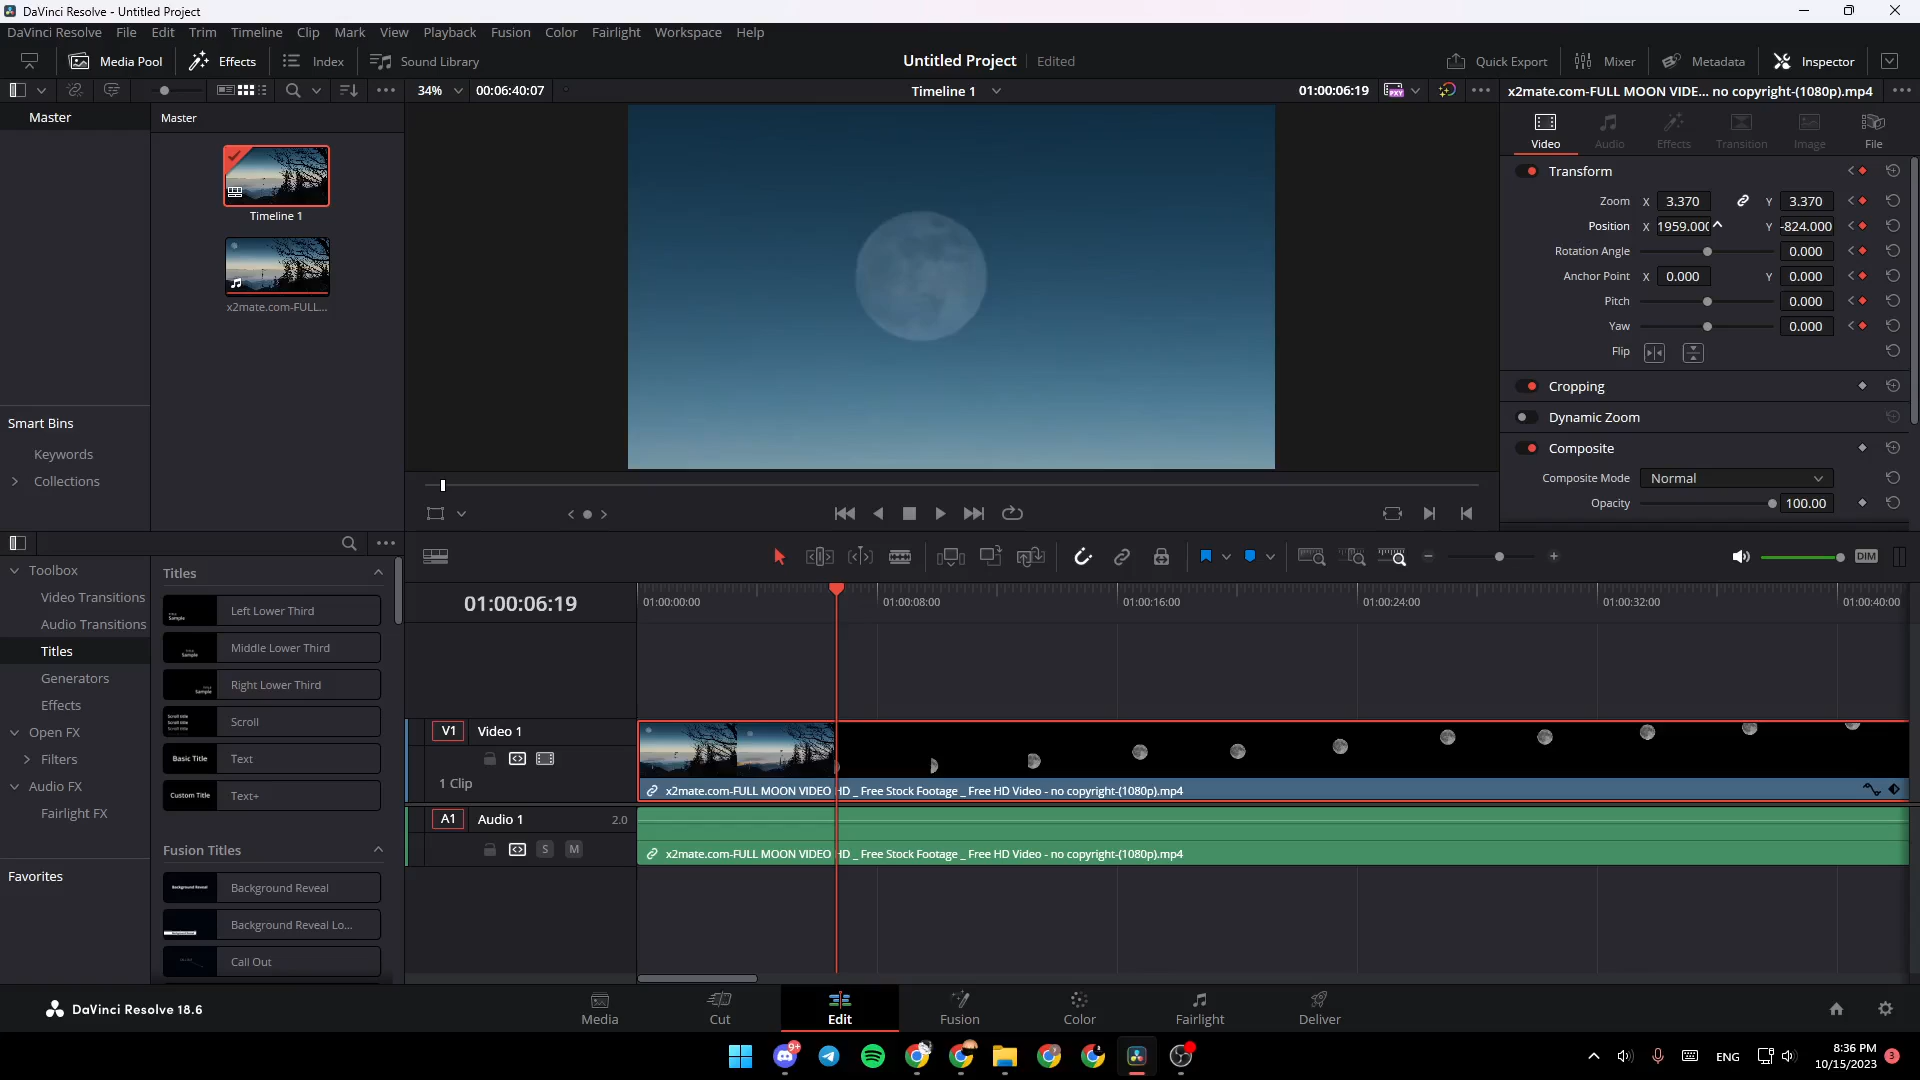 DaVinci Resolve - Untitled Project
DaVinci Resolve File Edit Trim Timeline Clip Mark View Playback Fusion Color Fairlight Workspace Help
Media Pool Effects Index Sound Library
Untitled Project Edited
Quick Export Mixer Metadata Inspector
34% 00:06:40:07 Timeline 1 01:00:06:19
x2mate.com-FULL MOON VIDE... no copyright-(1080p).mp4
Master
Master
Timeline 1
x2mate.com-FULL...
Smart Bins
Keywords
Collections
Video Audio Effects Transition Image File
Transform
Zoom X 3.370 Y 3.370
Position X 1959.000 Y -824.000
Rotation Angle 0.000
Anchor Point X 0.000 Y 0.000
Pitch 0.000
Yaw 0.000
Flip
Cropping
Dynamic Zoom
Composite
Composite Mode Normal
Opacity 100.00
DIM
Toolbox
Video Transitions
Audio Transitions
Titles
Generators
Effects
Open FX
Filters
Audio FX
Fairlight FX
Favorites
Titles
Left Lower Third
Middle Lower Third
Right Lower Third
Scroll
Basic Title Text
Custom Title Text+
Fusion Titles
Background Reveal Background Reveal
Background Reveal Lo...
Call Out
01:00:06:19
01:00:00:00 01:00:08:00 01:00:16:00 01:00:24:00 01:00:32:00 01:00:40:00
V1 Video 1
1 Clip
x2mate.com-FULL MOON VIDEO HD _ Free Stock Footage _ Free HD Video - no copyright-(1080p).mp4
A1 Audio 1 2.0
S M
x2mate.com-FULL MOON VIDEO HD _ Free Stock Footage _ Free HD Video - no copyright-(1080p).mp4
DaVinci Resolve 18.6
Media Cut Edit Fusion Color Fairlight Deliver
9+
ENG
8:36 PM
10/15/2023
3